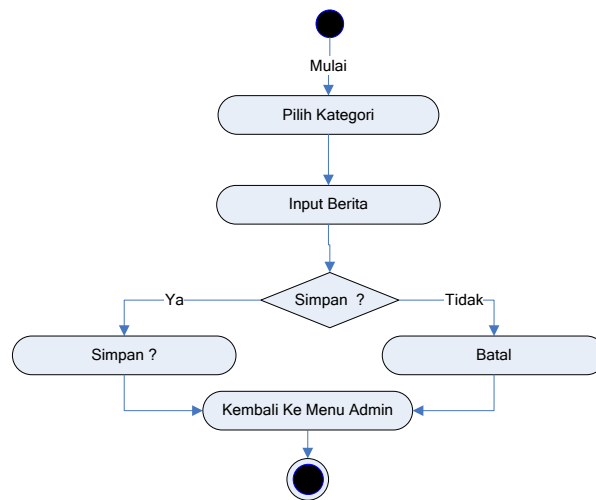 Mulai
Pilih Kategori
Input Berita
Simpan ?
Ya
Tidak
Simpan ?
Batal
Kembali Ke Menu Admin